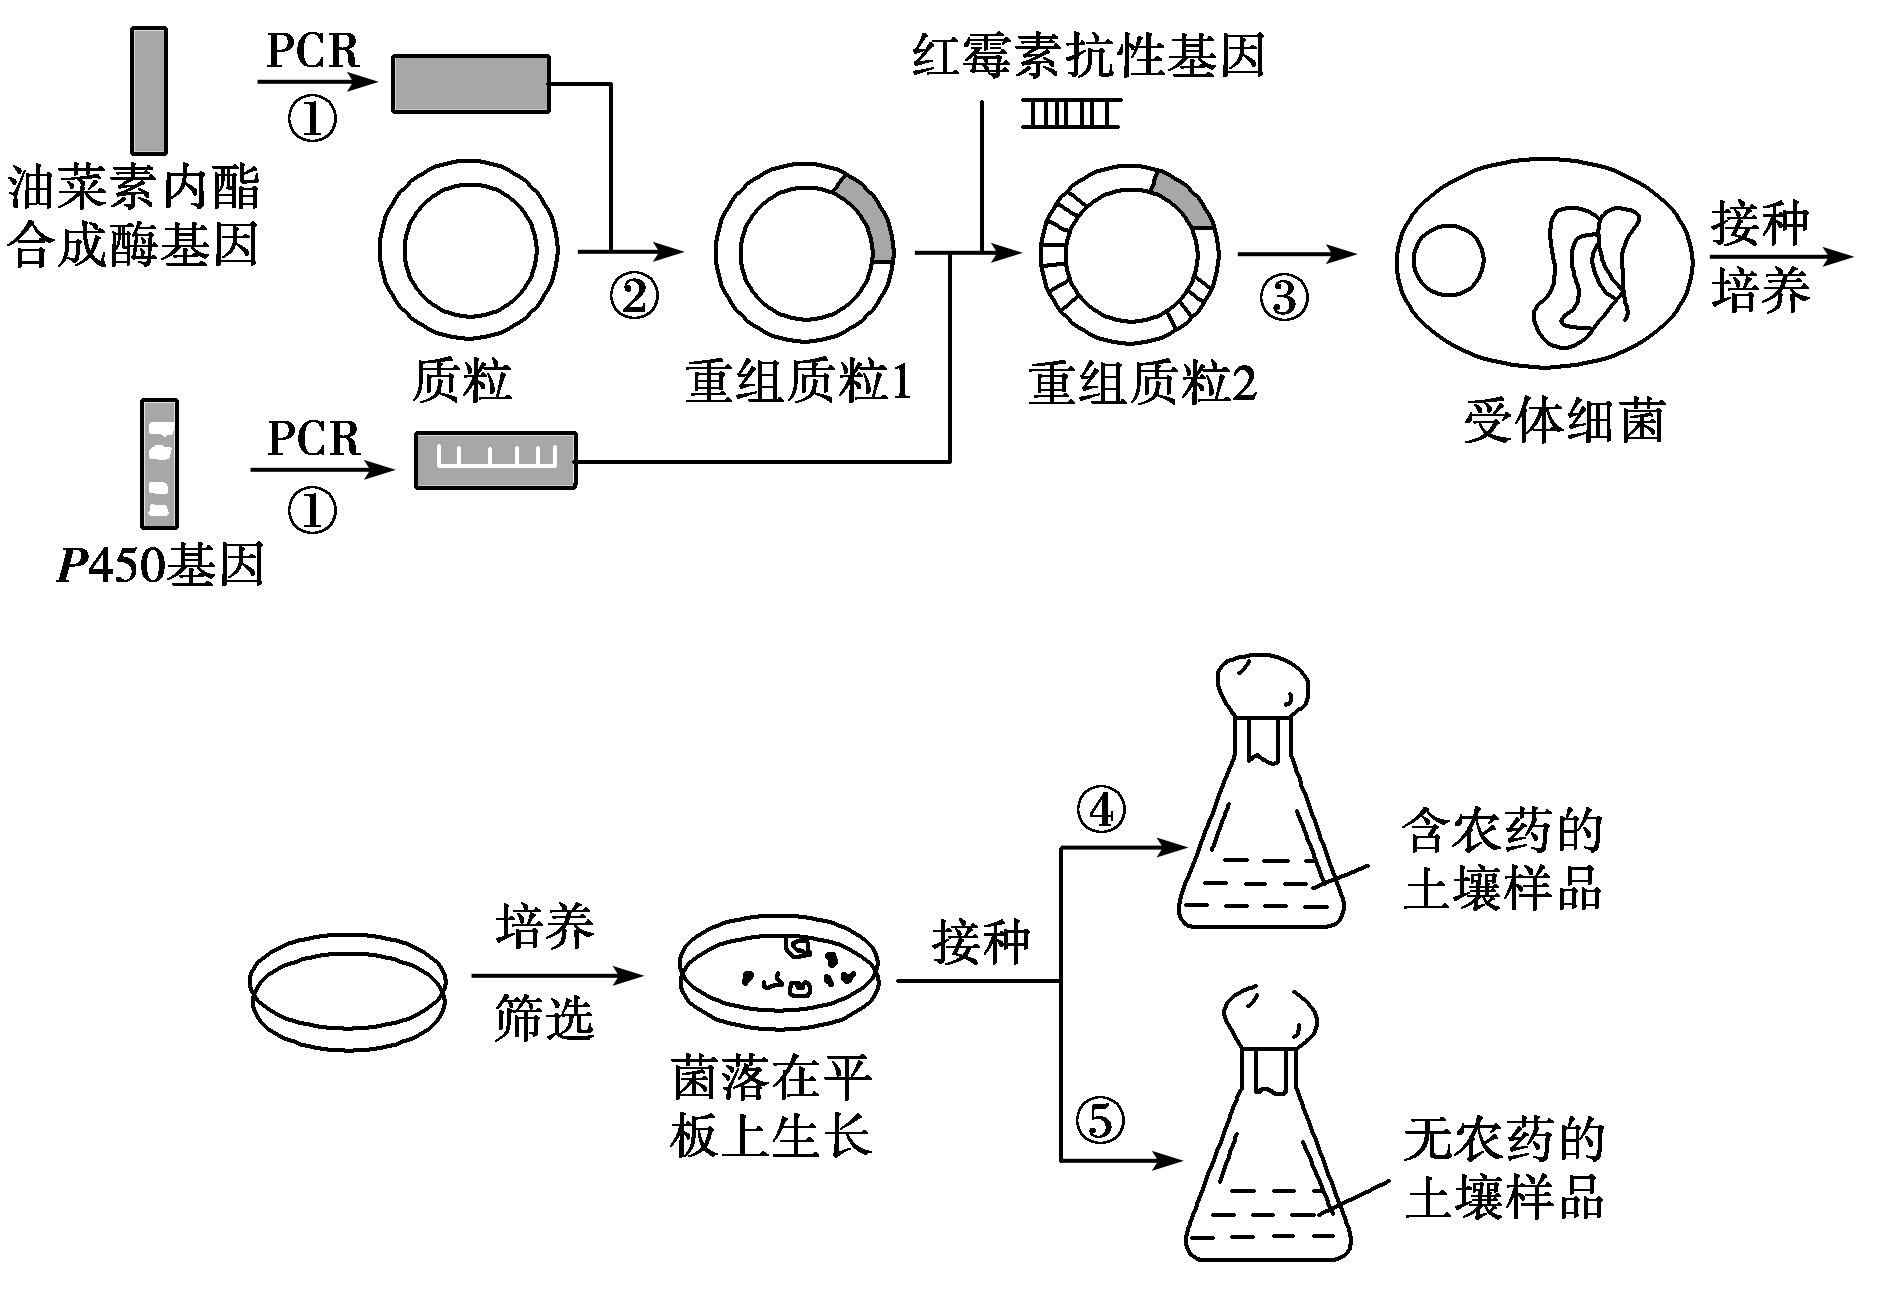 PCR
①
油菜素内酯
合成酶基因
质粒
②
重组质粒1
红霉素抗性基因
重组质粒2
③
受体细菌
接种
培养
PCR
①
P450基因
培养
筛选
菌落在平
板上生长
接种
④
含农药的
土壤样品
⑤
无农药的
土壤样品